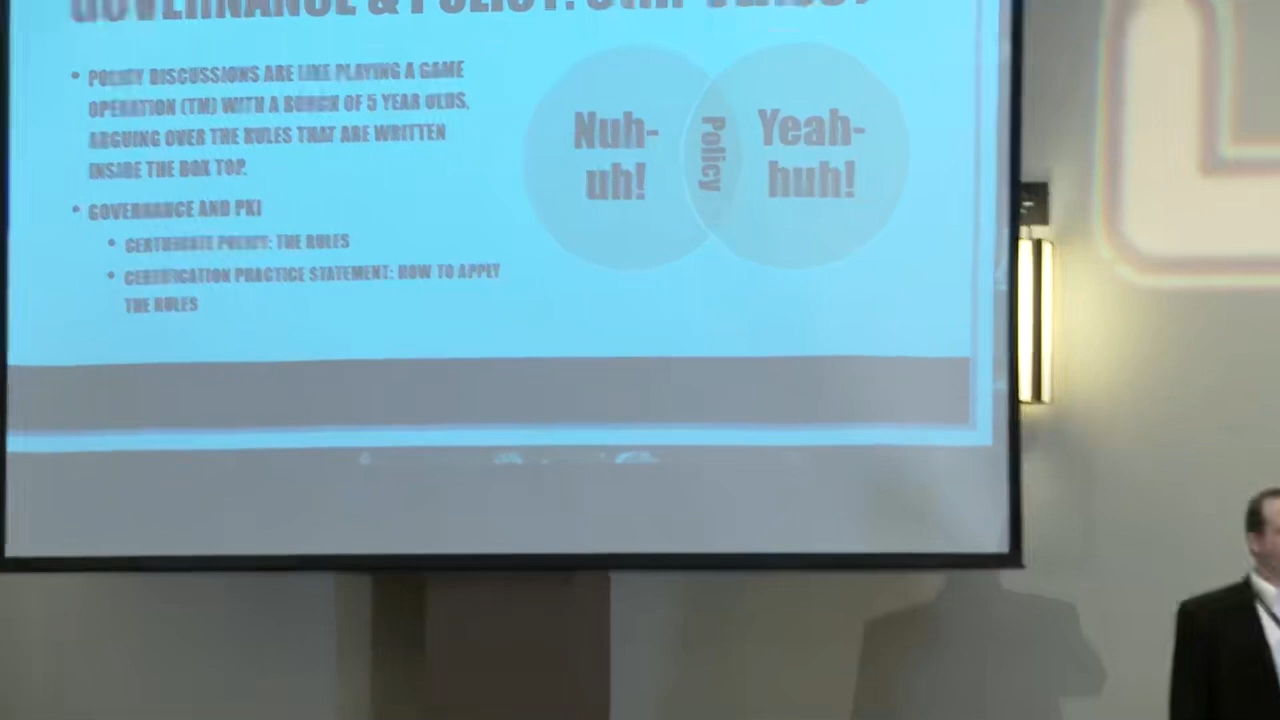 GOVERNANCE & POLICY:
• POLICY DISCUSSIONS ARE LIKE PLAYING A GAME
OPERATION (TM) WITH A BUNCH OF 5 YEAR OLDS,
ARGUING OVER THE RULES THAT ARE WRITTEN
INSIDE THE BOX TOP.
• GOVERNANCE AND PKI
• CERTIFICATE POLICY: THE RULES
• CERTIFICATION PRACTICE STATEMENT: HOW TO APPLY
THE RULES
Nuh-
uh!
Policy
Yeah-
huh!